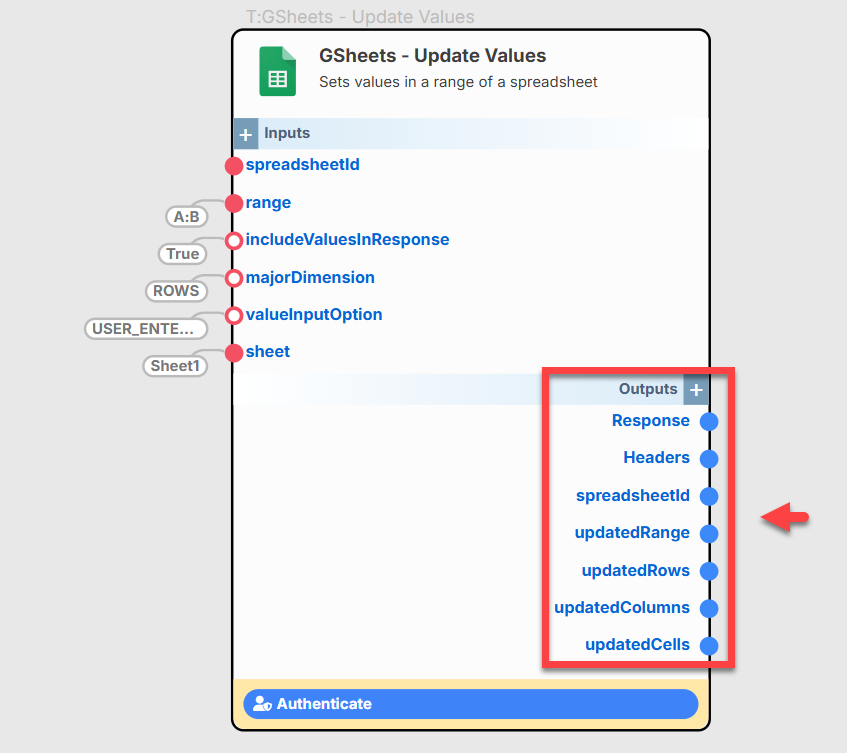 T:GSheets - Update Values
GSheets - Update Values
Sets values in a range of a spreadsheet
+ Inputs
spreadsheetId
range
A:B
includeValuesInResponse
True
majorDimension
ROWS
valueInputOption
USER_ENTE...
sheet
Sheet1
Outputs +
Response
Headers
spreadsheetId
updatedRange
updatedRows
updatedColumns
updatedCells
Authenticate